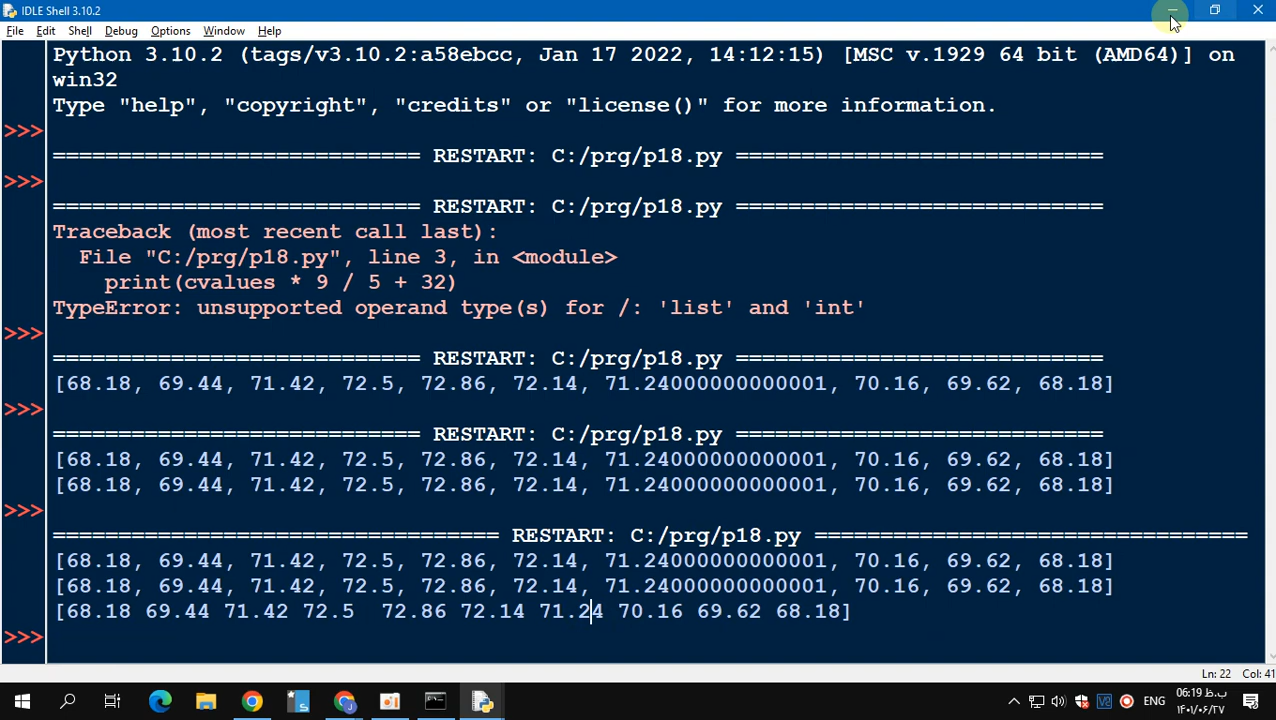 IDLE Shell 3.10.2
File Edit Shell Debug Options Window Help
Python 3.10.2 (tags/v3.10.2:a58ebcc, Jan 17 2022, 14:12:15) [MSC v.1929 64 bit (AMD64)] on
win32
Type "help", "copyright", "credits" or "license()" for more information.
>>>
============================ RESTART: C:/prg/p18.py ============================
>>>
============================ RESTART: C:/prg/p18.py ============================
Traceback (most recent call last):
  File "C:/prg/p18.py", line 3, in <module>
    print(cvalues * 9 / 5 + 32)
TypeError: unsupported operand type(s) for /: 'list' and 'int'
>>>
============================ RESTART: C:/prg/p18.py ============================
[68.18, 69.44, 71.42, 72.5, 72.86, 72.14, 71.24000000000001, 70.16, 69.62, 68.18]
>>>
============================ RESTART: C:/prg/p18.py ============================
[68.18, 69.44, 71.42, 72.5, 72.86, 72.14, 71.24000000000001, 70.16, 69.62, 68.18]
[68.18, 69.44, 71.42, 72.5, 72.86, 72.14, 71.24000000000001, 70.16, 69.62, 68.18]
>>>
================================== RESTART: C:/prg/p18.py =================================
[68.18, 69.44, 71.42, 72.5, 72.86, 72.14, 71.24000000000001, 70.16, 69.62, 68.18]
[68.18, 69.44, 71.42, 72.5, 72.86, 72.14, 71.24000000000001, 70.16, 69.62, 68.18]
[68.18 69.44 71.42 72.5  72.86 72.14 71.24 70.16 69.62 68.18]
>>>
Ln: 22 Col: 41
ENG
06:19 ب.ظ
۱۴۰۱/۰۶/۲۷